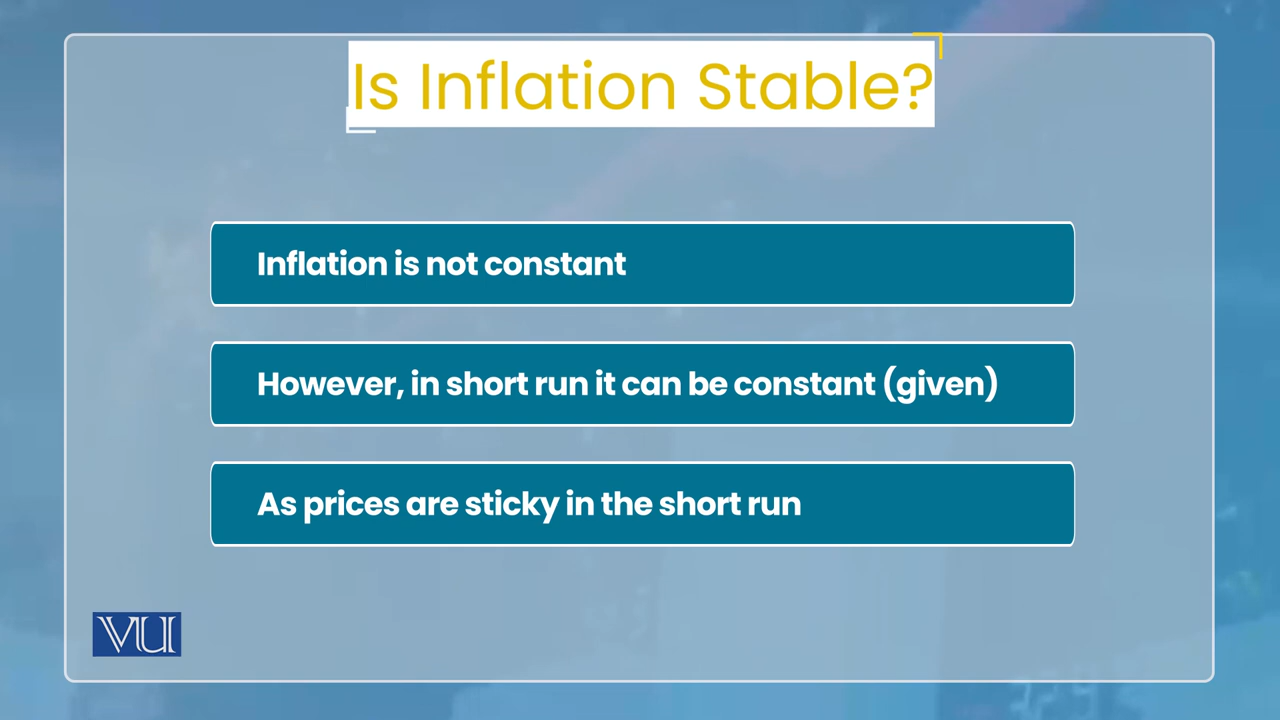 Is Inflation Stable?
Inflation is not constant
However, in short run it can be constant (given)
As prices are sticky in the short run
VU